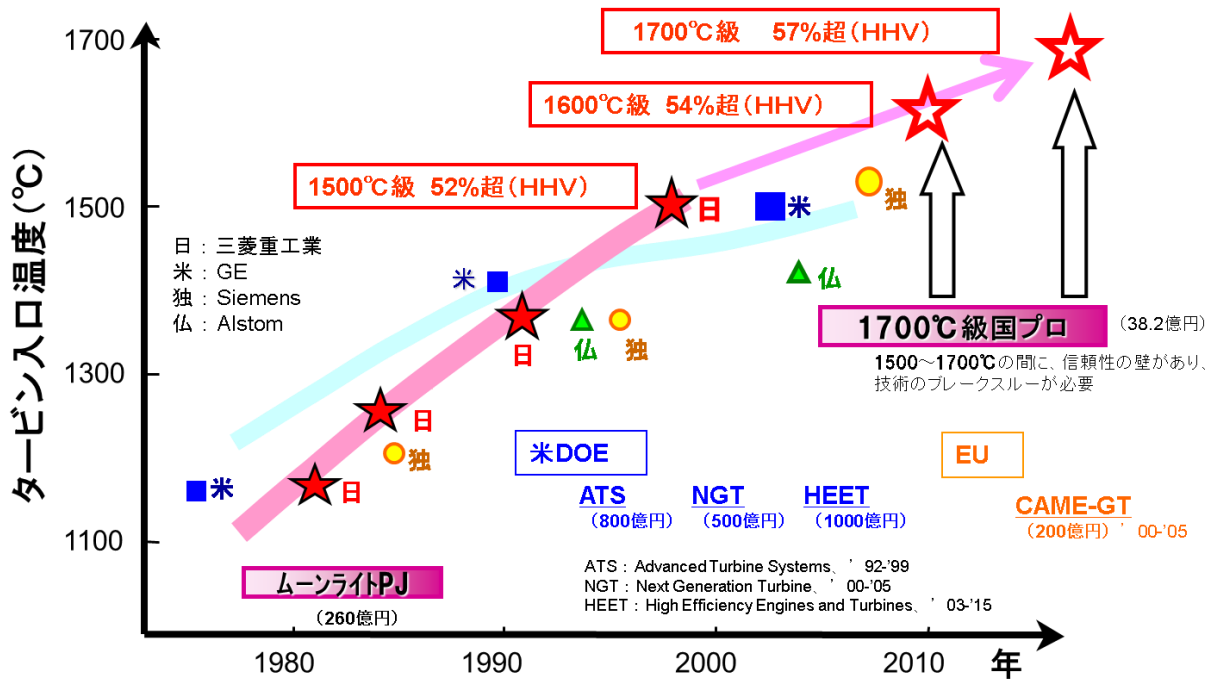 1700℃級 57%超(HHV)
1700
1600℃級 54%超(HHV)
1500℃級 52%超(HHV)
独
1500
日
米
タービン入口温度(℃)
日：三菱重工業
米：GE
独：Siemens
仏：Alstom
米
仏
1700℃級国プロ
(38.2億円)
日
仏
独
1500～1700℃の間に、信頼性の壁があり、
技術のブレークスルーが必要
1300
日
独
米DOE
EU
米
日
ATS
(800億円)
NGT
(500億円)
HEET
(1000億円)
CAME-GT
(200億円)’00-'05
1100
ムーンライトPJ
(260億円)
ATS：Advanced Turbine Systems、’92-'99
NGT：Next Generation Turbine、’00-'05
HEET：High Efficiency Engines and Turbines、’03-'15
1980
1990
2000
2010
年